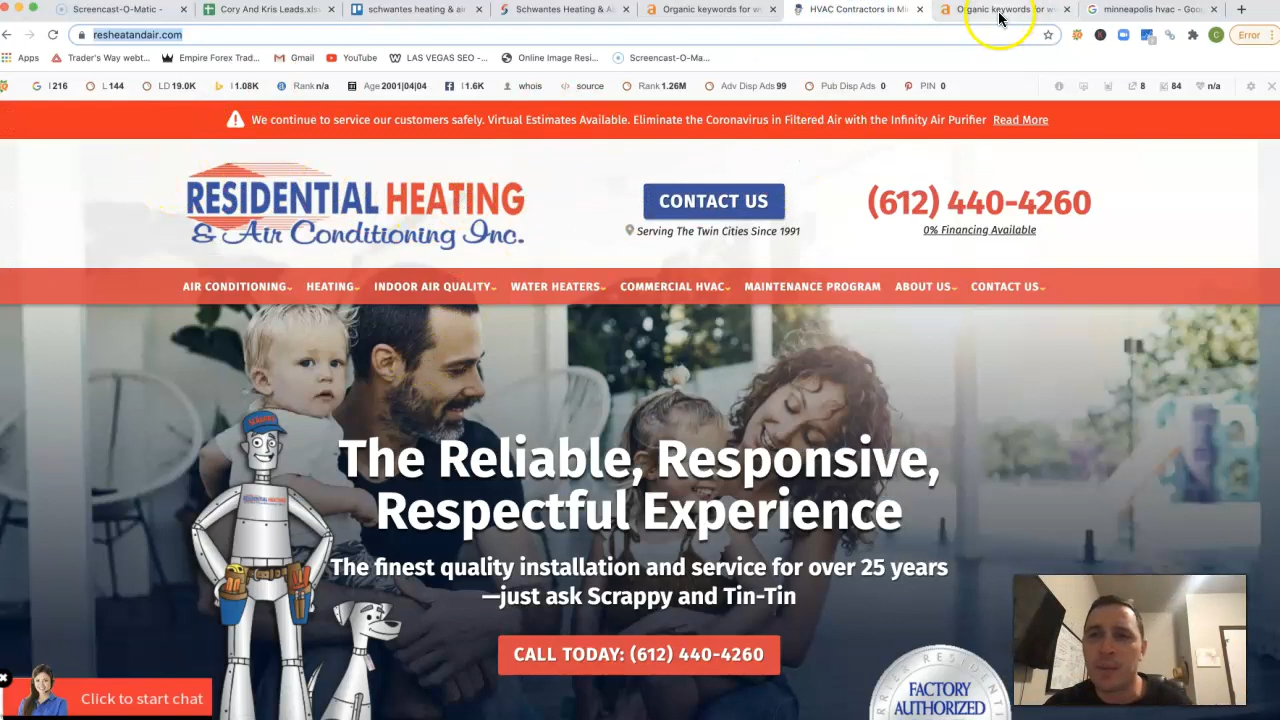 Screencast-O-Matic -
Cory And Kris Leads.xls
schwantes heating & ai
Schwantes Heating & A
Organic keywords for w
HVAC Contractors in Mi
Organic keywords for w
minneapolis hvac - Goo
resheatandair.com
Error
Apps
Trader's Way webt...
Empire Forex Trad...
Gmail
YouTube
LAS VEGAS SEO -...
Online Image Resi...
Screencast-O-Ma...
I 216
L 144
LD 19.0K
I 1.08K
Rank n/a
Age 2001|04|04
I 1.6K
whois
source
Rank 1.26M
Adv Disp Ads 99
Pub Disp Ads 0
PIN 0
8
84
n/a
We continue to service our customers safely. Virtual Estimates Available. Eliminate the Coronavirus in Filtered Air with the Infinity Air Purifier Read More
RESIDENTIAL HEATING
& Air Conditioning Inc.
CONTACT US
Serving The Twin Cities Since 1991
(612) 440-4260
0% Financing Available
AIR CONDITIONING
HEATING
INDOOR AIR QUALITY
WATER HEATERS
COMMERCIAL HVAC
MAINTENANCE PROGRAM
ABOUT US
CONTACT US
The Reliable, Responsive,
Respectful Experience
The finest quality installation and service for over 25 years
—just ask Scrappy and Tin-Tin
CALL TODAY: (612) 440-4260
FACTORY
AUTHORIZED
Click to start chat